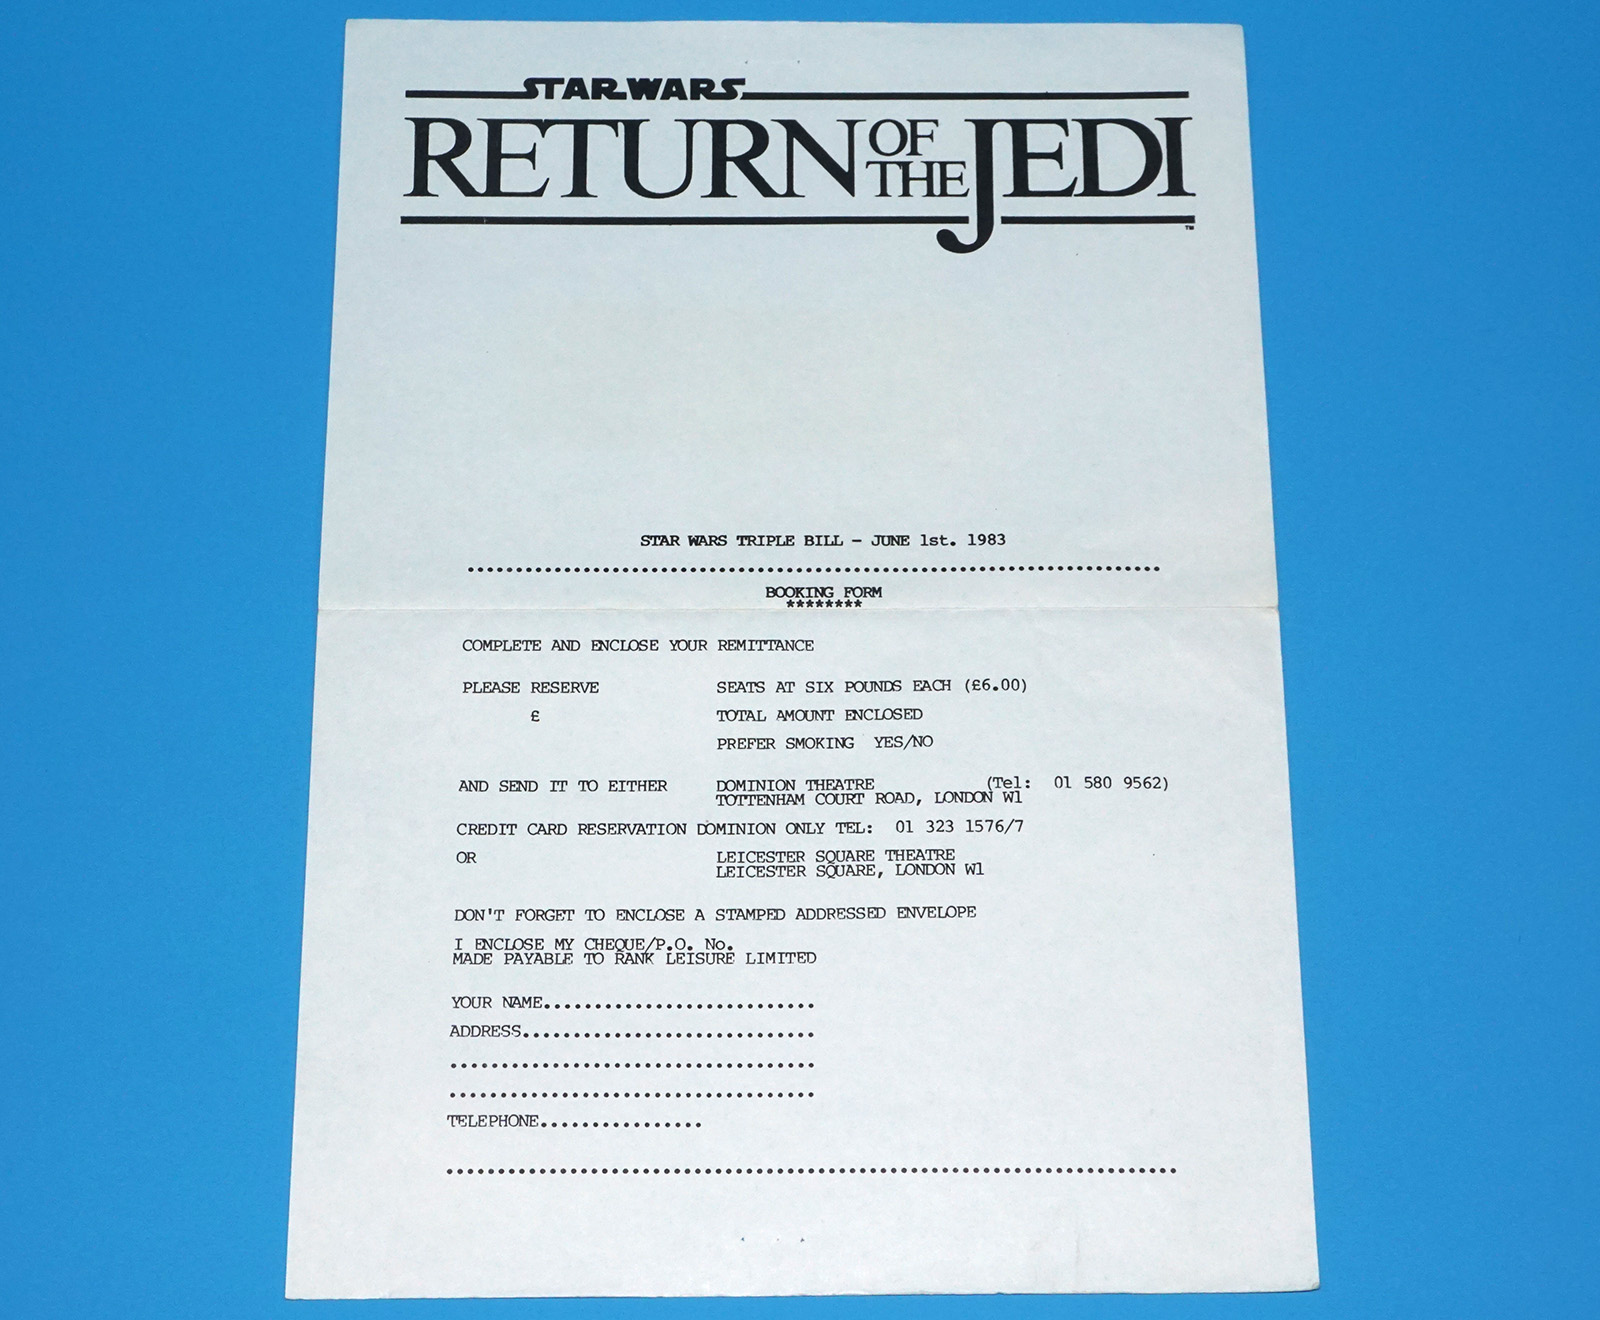 STAR WARS
RETURN OF THE JEDI
TM
STAR WARS TRIPLE BILL - JUNE 1st. 1983
......................................................................
BOOKING FORM
********
COMPLETE AND ENCLOSE YOUR REMITTANCE
PLEASE RESERVE SEATS AT SIX POUNDS EACH (£6.00)
£ TOTAL AMOUNT ENCLOSED
PREFER SMOKING YES/NO
AND SEND IT TO EITHER DOMINION THEATRE (Tel: 01 580 9562)
TOTTENHAM COURT ROAD, LONDON W1
CREDIT CARD RESERVATION DOMINION ONLY TEL: 01 323 1576/7
OR LEICESTER SQUARE THEATRE
LEICESTER SQUARE, LONDON W1
DON'T FORGET TO ENCLOSE A STAMPED ADDRESSED ENVELOPE
I ENCLOSE MY CHEQUE/P.O. No.
MADE PAYABLE TO RANK LEISURE LIMITED
YOUR NAME...........................
ADDRESS.............................
....................................
....................................
TELEPHONE................
......................................................................